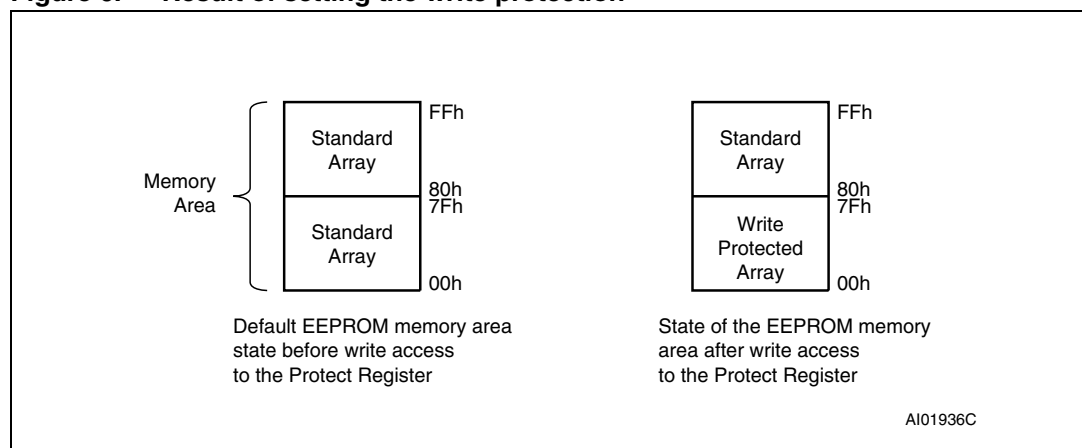 Figure Result of setting the write protection
Memory
Area
Standard
Array
Standard
Array
FFh
80h
7Fh
00h
Default EEPROM memory area
state before write access
to the Protect Register
Standard
Array
Write
Protected
Array
FFh
80h
7Fh
00h
State of the EEPROM memory
area after write access
to the Protect Register
AI01936C